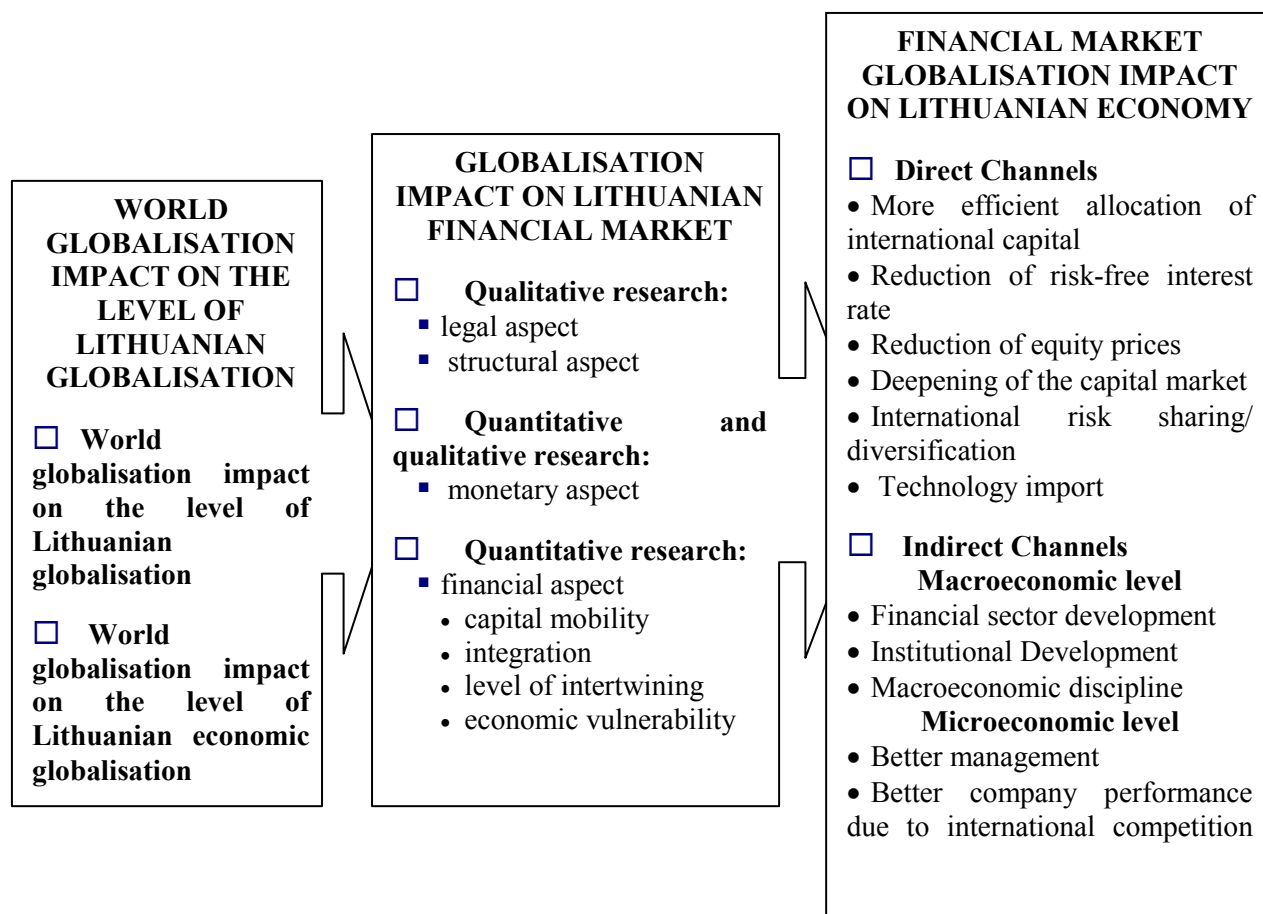 WORLD
GLOBALISATION
IMPACT ON THE
LEVEL OF
LITHUANIAN
GLOBALISATION
☐ World
globalisation impact
on the level of
Lithuanian
globalisation
☐ World
globalisation impact
on the level of
Lithuanian economic
globalisation
GLOBALISATION
IMPACT ON LITHUANIAN
FINANCIAL MARKET
☐ Qualitative research:
▪ legal aspect
▪ structural aspect
☐ Quantitative and
qualitative research:
▪ monetary aspect
☐ Quantitative research:
▪ financial aspect
• capital mobility
• integration
• level of intertwining
• economic vulnerability
FINANCIAL MARKET
GLOBALISATION IMPACT
ON LITHUANIAN ECONOMY
☐ Direct Channels
• More efficient allocation of
international capital
• Reduction of risk-free interest
rate
• Reduction of equity prices
• Deepening of the capital market
• International risk sharing/
diversification
• Technology import
☐ Indirect Channels
Macroeconomic level
• Financial sector development
• Institutional Development
• Macroeconomic discipline
Microeconomic level
• Better management
• Better company performance
due to international competition